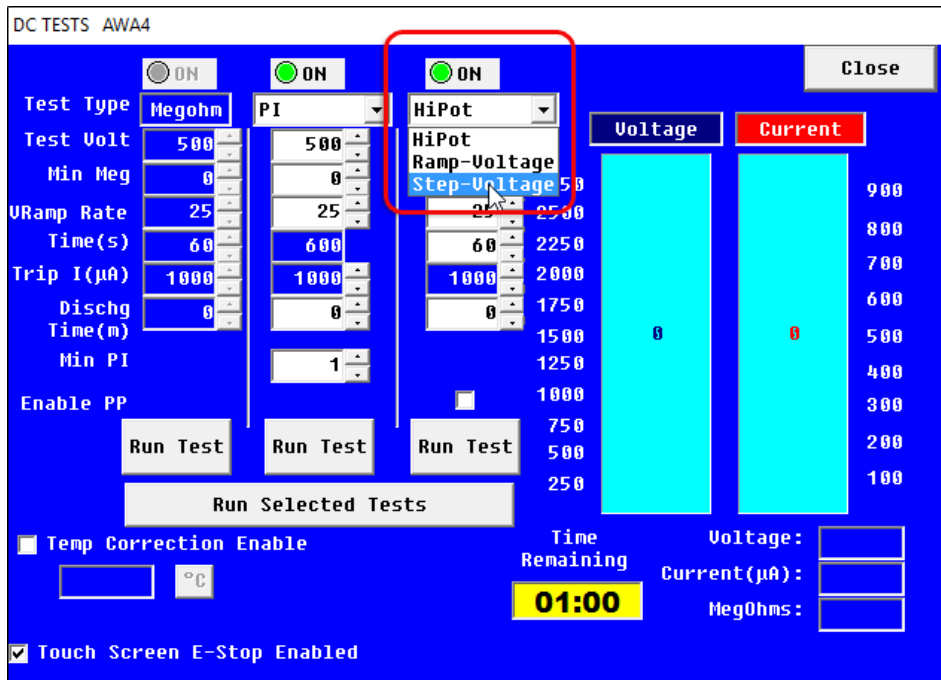 DC TESTS AWA4
ON ON ON Close
Test Type Megohm PI HiPot
Voltage Current
Test Volt 500 500 HiPot
Min Meg 0 0 Ramp-Voltage
Step-Voltage 50 900
VRamp Rate 25 25 25 2500
800
Time(s) 60 600 60 2250
700
Trip I(µA) 1000 1000 1000 2000
600
Dischg 0 0 0 1750
Time(m)
1500 0 0 500
Min PI 1 1250
400
Enable PP 1000 300
750
Run Test Run Test Run Test 500 200
250 100
Run Selected Tests
Temp Correction Enable
°C
Time
Remaining
01:00
Voltage:
Current(µA):
MegOhms:
Touch Screen E-Stop Enabled